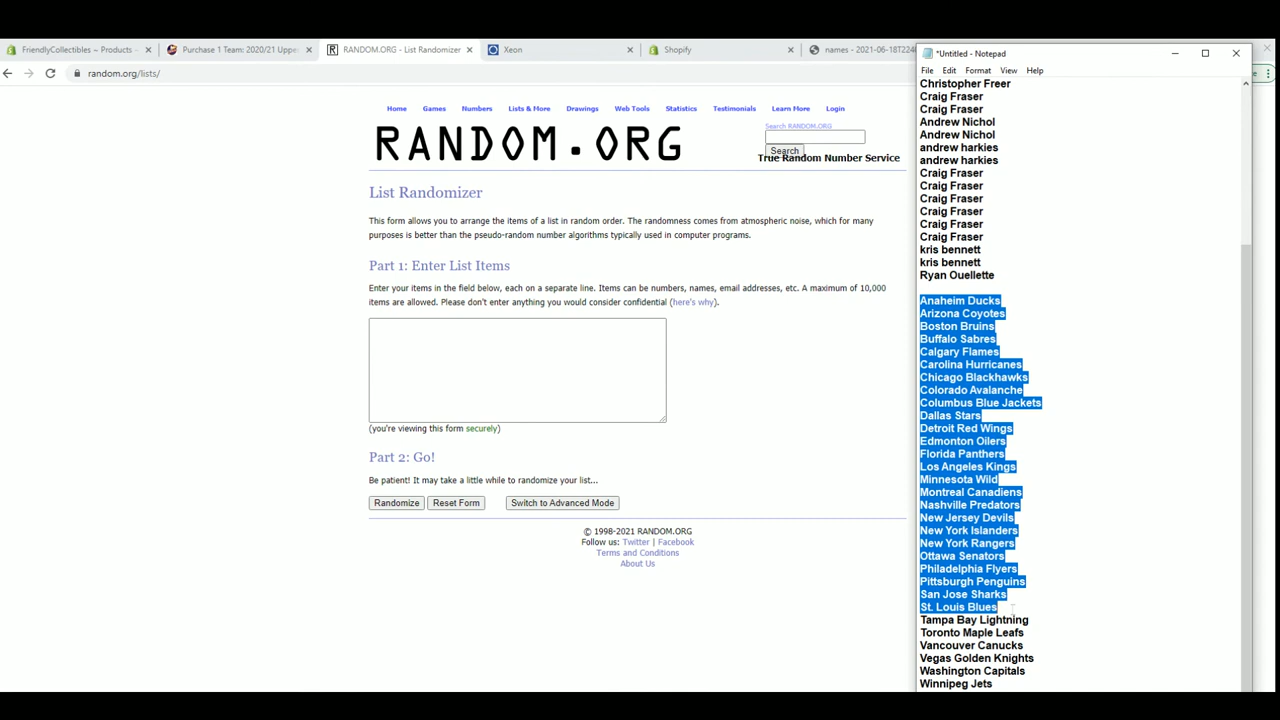 FriendlyCollectibles ~ Products -
Purchase 1 Team: 2020/21 Uppe
RANDOM.ORG - List Randomizer
Xeon
Shopify
names - 2021-06-18T224
random.org/lists/
Home Games Numbers Lists & More Drawings Web Tools Statistics Testimonials Learn More Login
RANDOM.ORG
Search RANDOM.ORG
Search
True Random Number Service
List Randomizer
This form allows you to arrange the items of a list in random order. The randomness comes from atmospheric noise, which for many
purposes is better than the pseudo-random number algorithms typically used in computer programs.
Part 1: Enter List Items
Enter your items in the field below, each on a separate line. Items can be numbers, names, email addresses, etc. A maximum of 10,000
items are allowed. Please don't enter anything you would consider confidential (here's why).
(you're viewing this form securely)
Part 2: Go!
Be patient! It may take a little while to randomize your list...
Randomize Reset Form Switch to Advanced Mode
© 1998-2021 RANDOM.ORG
Follow us: Twitter | Facebook
Terms and Conditions
About Us
*Untitled - Notepad
File Edit Format View Help
Christopher Freer
Craig Fraser
Craig Fraser
Andrew Nichol
Andrew Nichol
andrew harkies
andrew harkies
Craig Fraser
Craig Fraser
Craig Fraser
Craig Fraser
Craig Fraser
Craig Fraser
kris bennett
kris bennett
Ryan Ouellette
Anaheim Ducks
Arizona Coyotes
Boston Bruins
Buffalo Sabres
Calgary Flames
Carolina Hurricanes
Chicago Blackhawks
Colorado Avalanche
Columbus Blue Jackets
Dallas Stars
Detroit Red Wings
Edmonton Oilers
Florida Panthers
Los Angeles Kings
Minnesota Wild
Montreal Canadiens
Nashville Predators
New Jersey Devils
New York Islanders
New York Rangers
Ottawa Senators
Philadelphia Flyers
Pittsburgh Penguins
San Jose Sharks
St. Louis Blues
Tampa Bay Lightning
Toronto Maple Leafs
Vancouver Canucks
Vegas Golden Knights
Washington Capitals
Winnipeg Jets